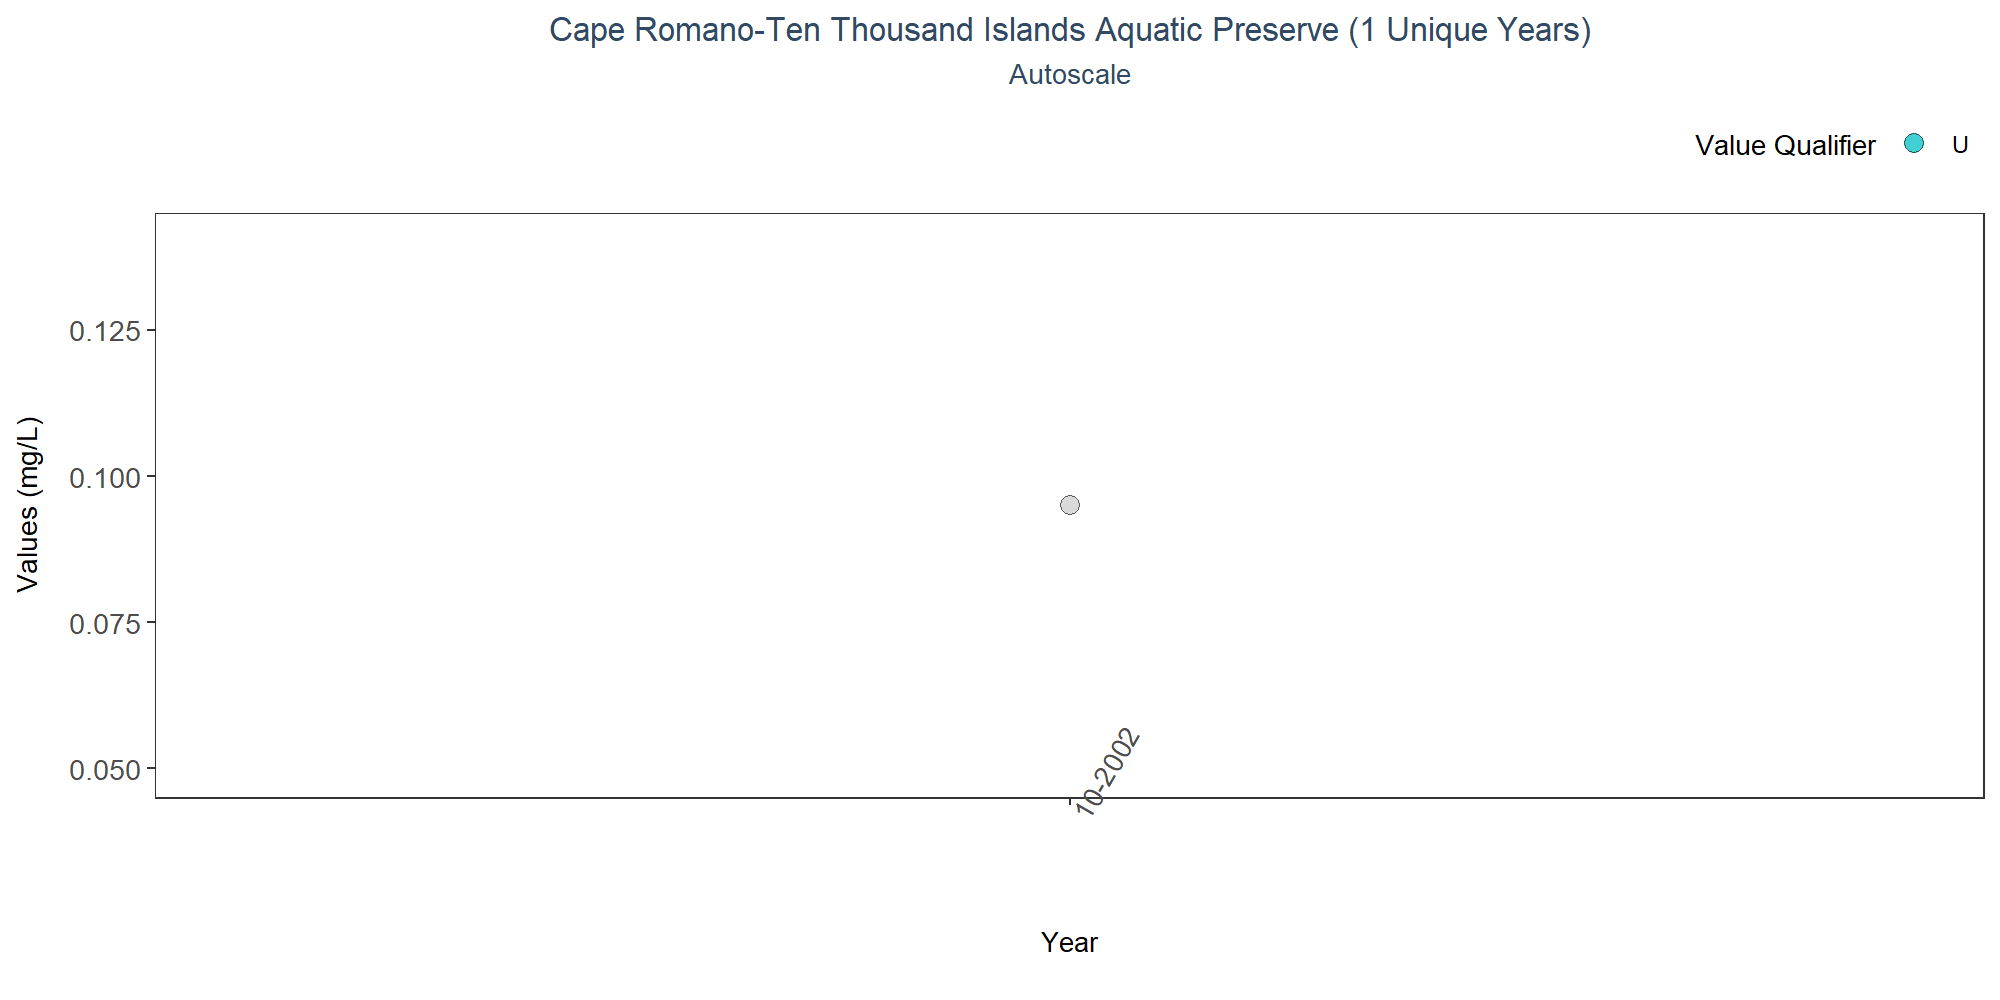 Cape Romano-Ten Thousand Islands Aquatic Preserve (1 Unique Years)
Autoscale
Value Qualifier U
0.125
0.100
0.075
0.050
Values (mg/L)
10-2002
Year